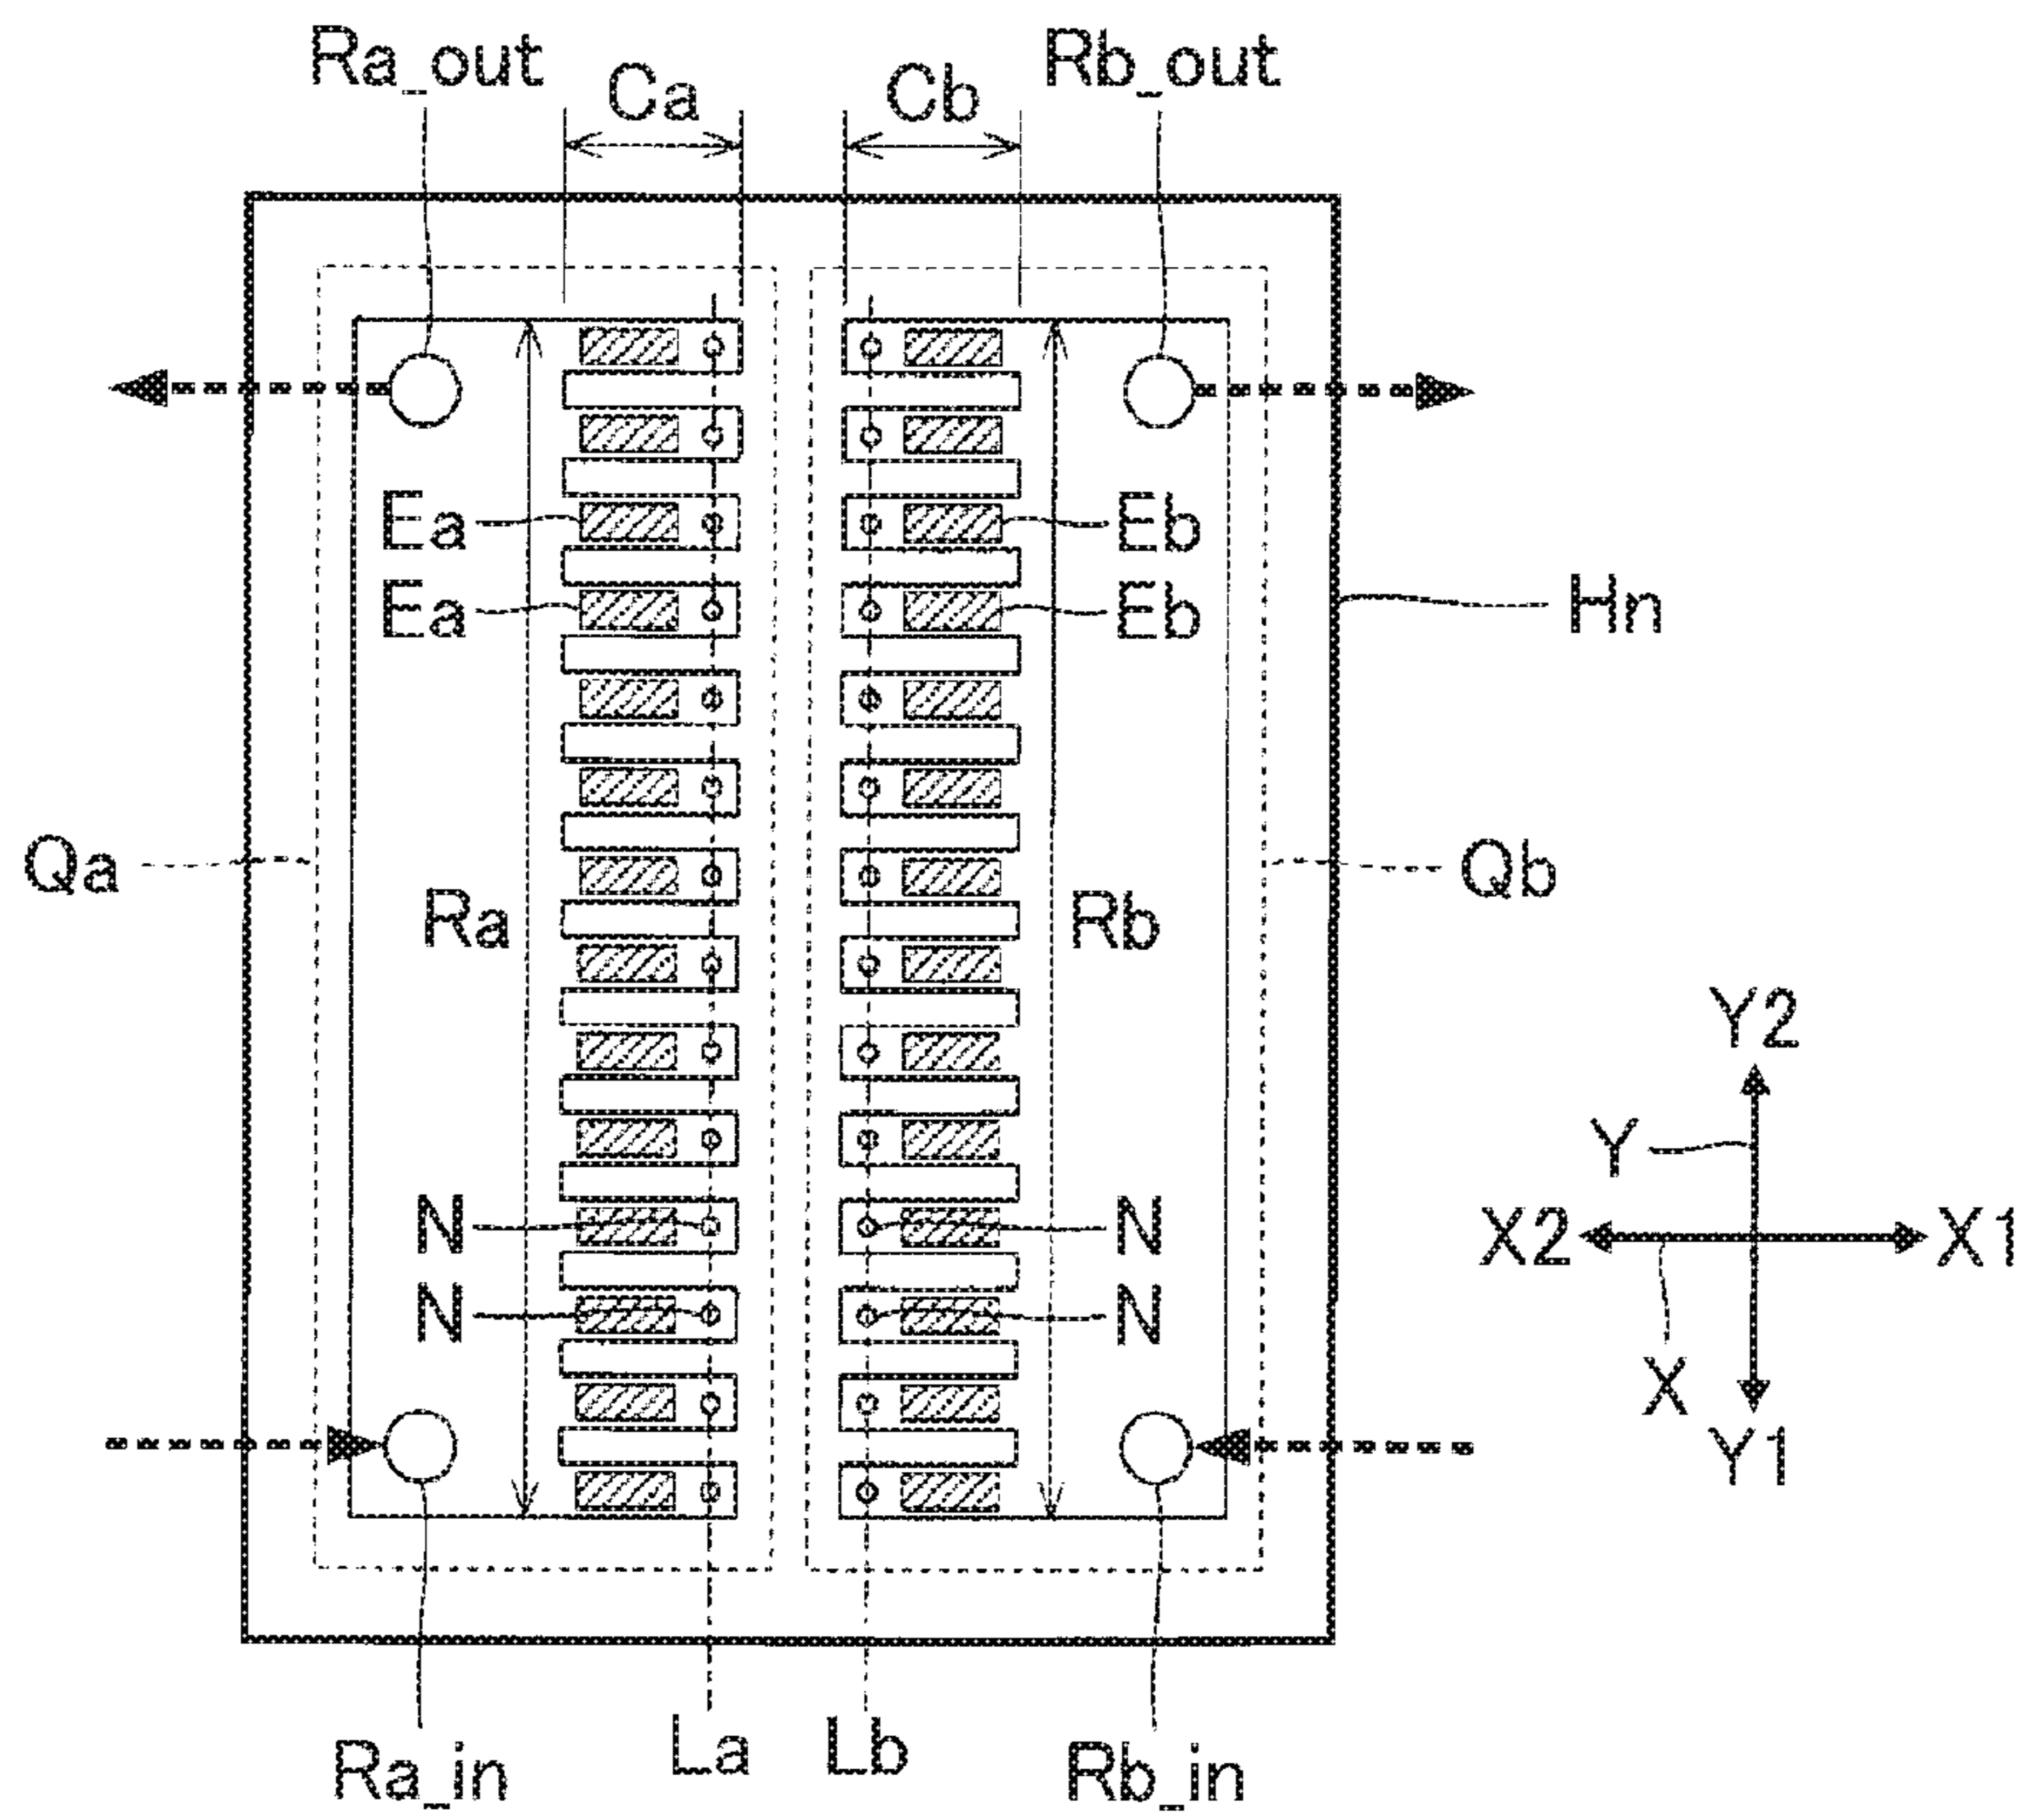 Ra_out
Ca
Cb
Rb_out
Ea
Eb
Ea
Eb
Hn
Qa
Qb
Ra
Rb
Y2
Y
N
N
X2
X1
N
N
X
Y1
La
Lb
Ra_in
Rb_in